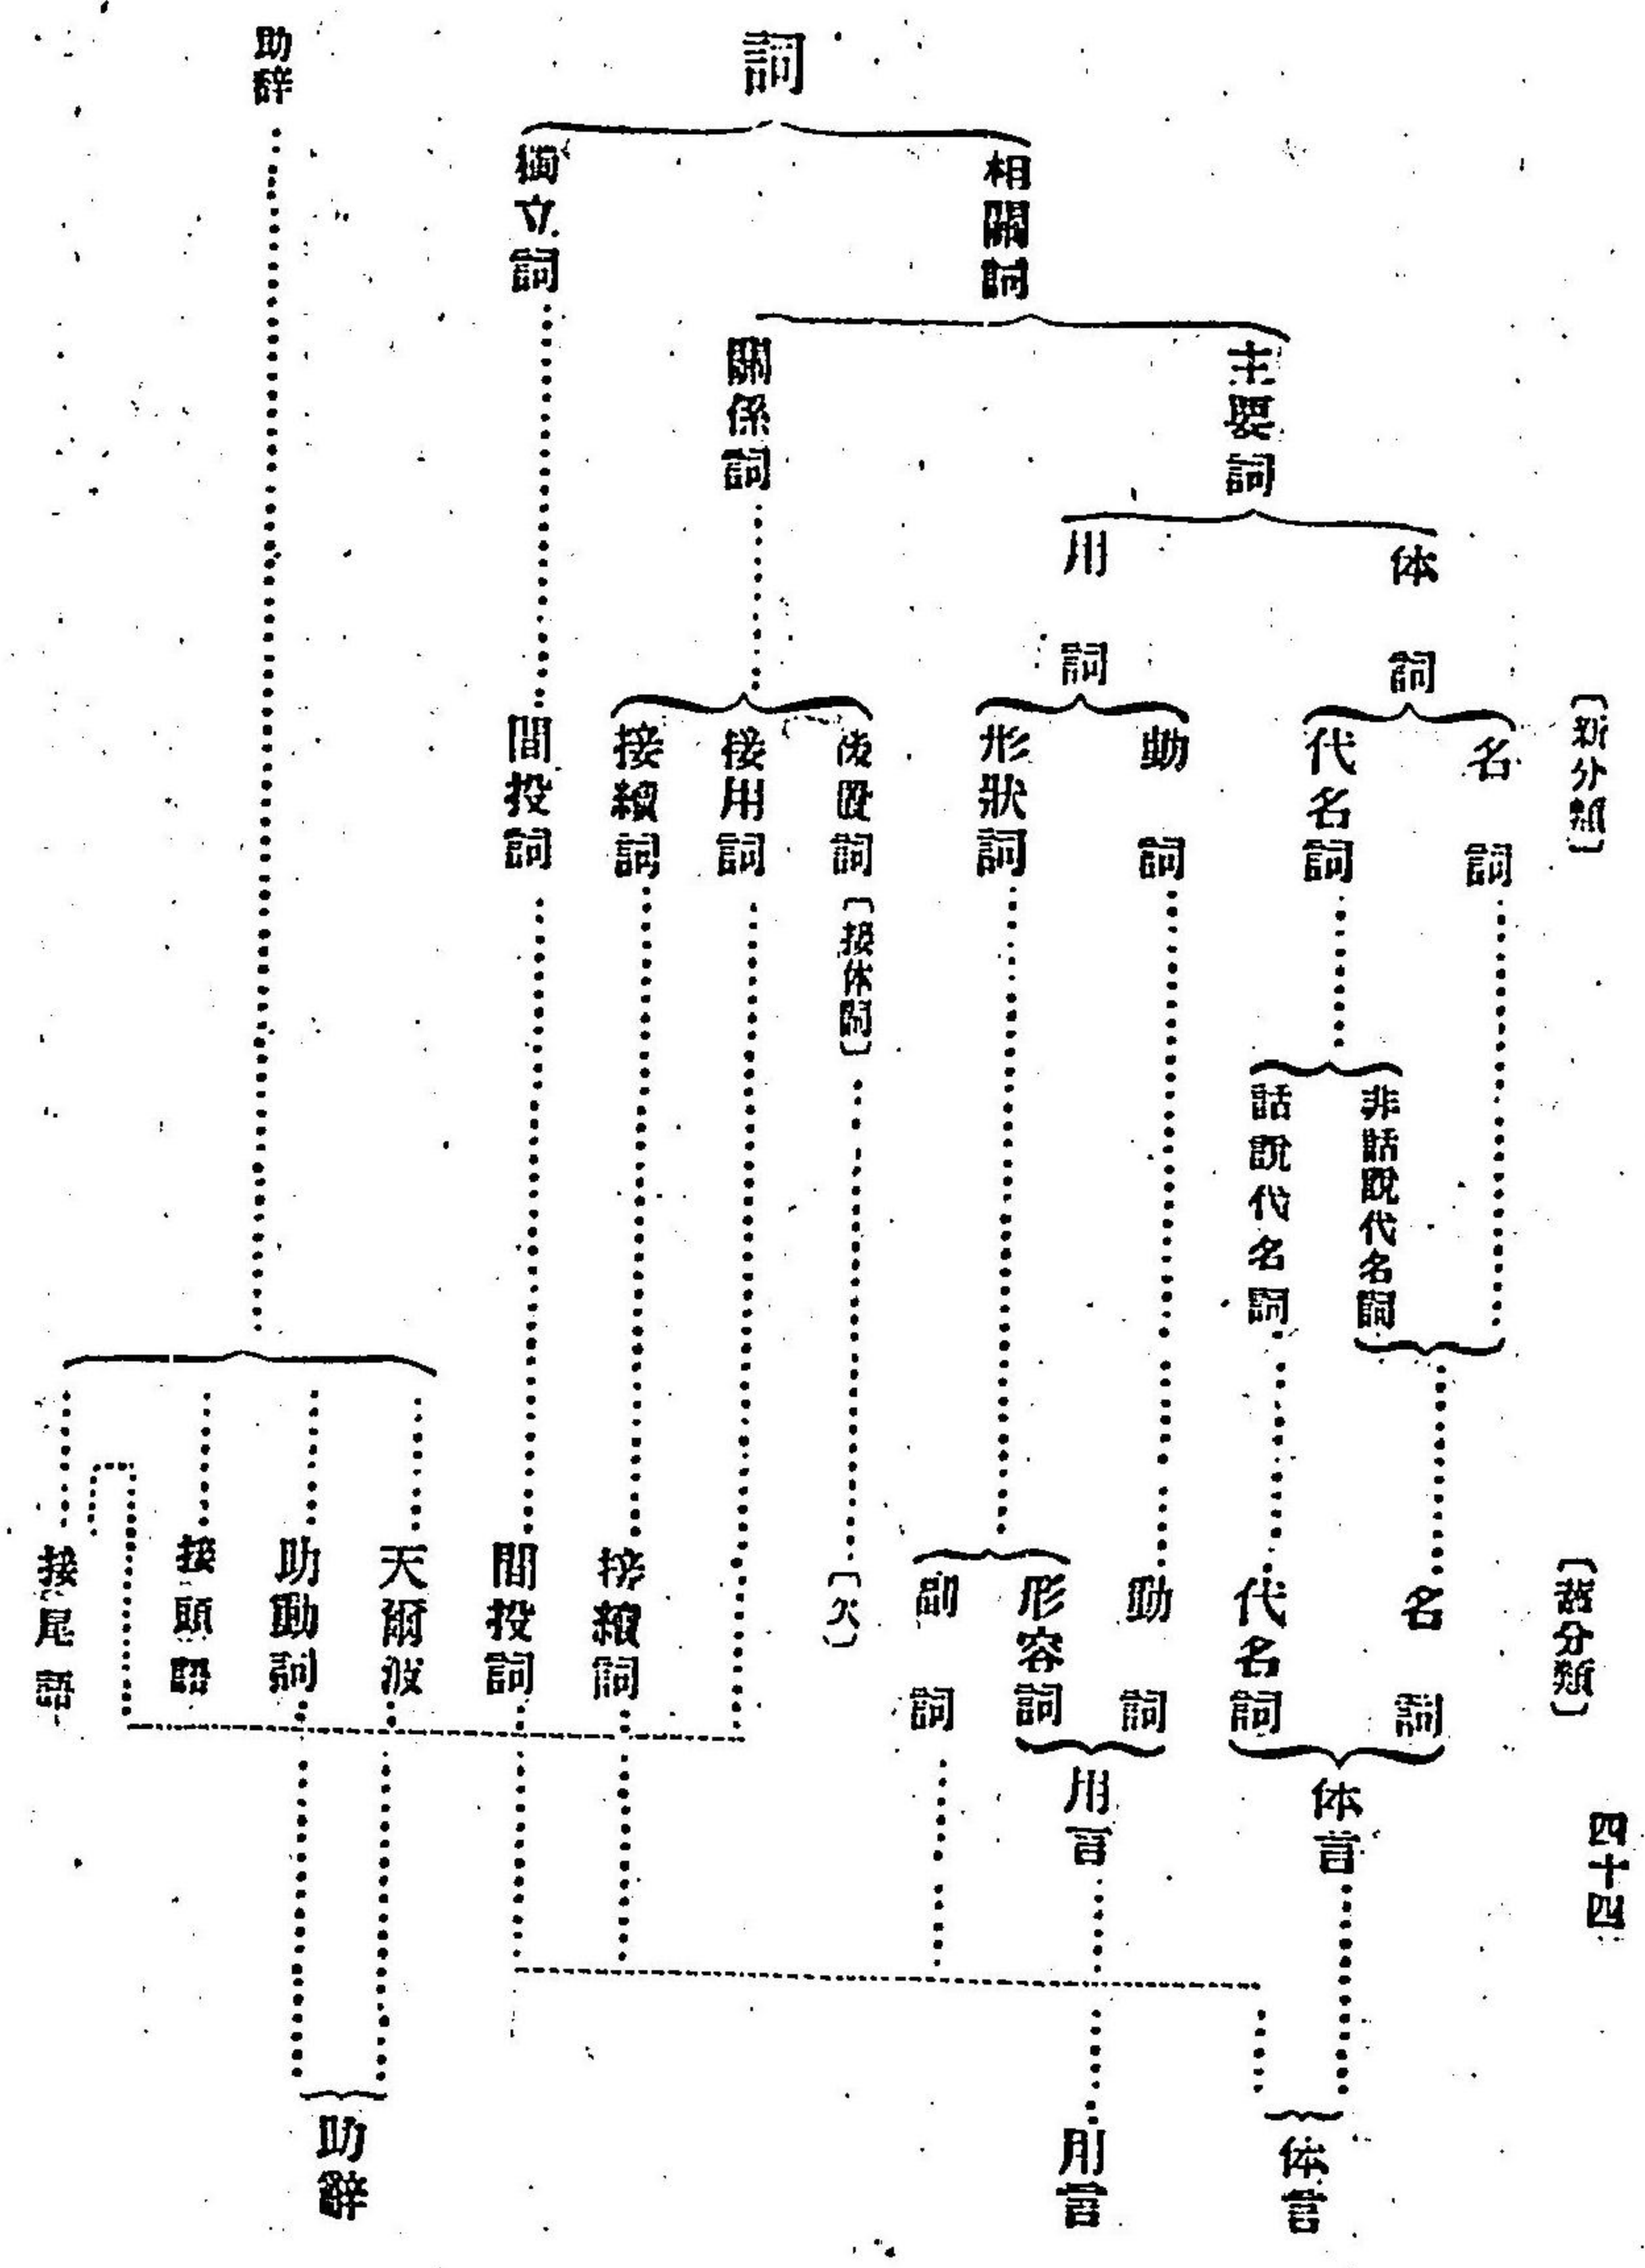 四十四
〔新分類〕
〔舊分類〕
詞
相關詞
主要詞
体詞
名詞
代名詞
非話説代名詞
話説代名詞
用詞
動詞
形狀詞
關係詞
後置詞〔接体詞〕
接用詞
接續詞
獨立詞
間投詞
助辞
名詞
代名詞
体言
動詞
形容詞
用言
副詞
〔欠〕
接續詞
間投詞
天爾波
助動詞
接頭語
接尾語
体言
用言
助辭